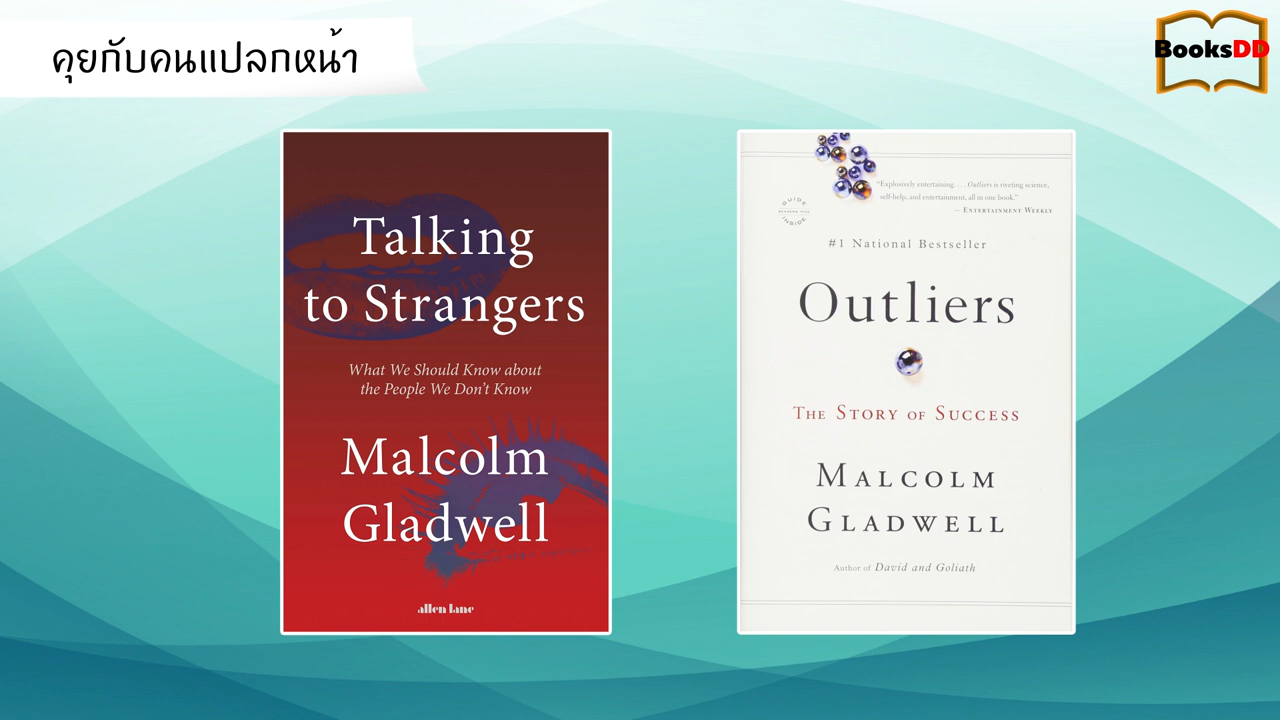 คุยกับคนแปลกหน้า
BooksDD
Talking
to Strangers
What We Should Know about
the People We Don't Know
Malcolm
Gladwell
allen lane
"Explosively entertaining. . . . Outliers is riveting science,
self-help, and entertainment, all in one book."
— Entertainment Weekly
GUIDE
INSIDE
#1 National Bestseller
Outliers
The Story of Success
Malcolm
Gladwell
Author of David and Goliath